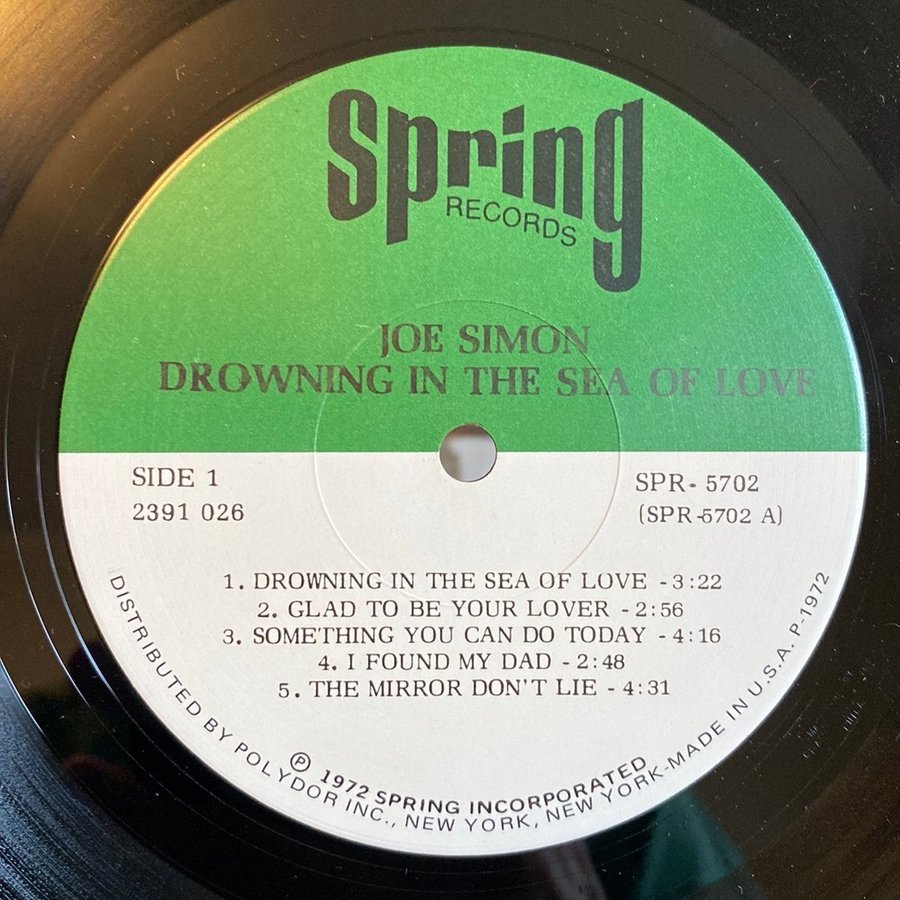 Spring
RECORDS
JOE SIMON
DROWNING IN THE SEA OF LOVE
SIDE 1
2391 026
SPR- 5702
(SPR-5702 A)
1. DROWNING IN THE SEA OF LOVE - 3:22
2. GLAD TO BE YOUR LOVER - 2:56
3. SOMETHING YOU CAN DO TODAY - 4:16
4. I FOUND MY DAD - 2:48
5. THE MIRROR DON'T LIE - 4:31
℗ 1972 SPRING INCORPORATED
DISTRIBUTED BY POLYDOR INC., NEW YORK, NEW YORK-MADE IN U.S.A. P-1972